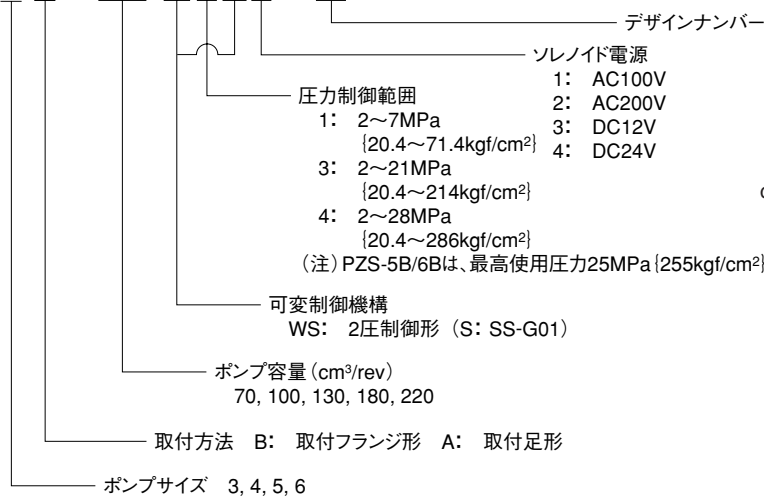 デザインナンバー
ソレノイド電源
1： AC100V
2： AC200V
3： DC12V
4： DC24V
圧力制御範囲
1： 2〜7MPa
{20.4〜71.4kgf/cm²}
3： 2〜21MPa
{20.4〜214kgf/cm²}
4： 2〜28MPa
{20.4〜286kgf/cm²}
（注）PZS-5B/6Bは、最高使用圧力25MPa{255kgf/cm²}
可変制御機構
WS： 2圧制御形（S：SS-G01）
ポンプ容量（cm³/rev）
70, 100, 130, 180, 220
取付方法 B： 取付フランジ形 A： 取付足形
ポンプサイズ 3, 4, 5, 6